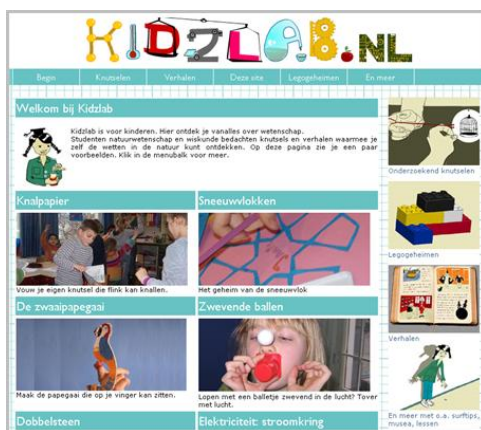 KIDZLAB.NL
Begin
Knutselen
Verhalen
Deze site
Legogeheimen
En meer
Welkom bij Kidzlab
Kidzlab is voor kinderen. Hier ontdek je vanalles over wetenschap.
Studenten natuurwetenschap en wiskunde bedachten knutsels en verhalen waarmee je
zelf de wetten in de natuur kunt ontdekken. Op deze pagina zie je een paar
voorbeelden. Klik in de menubalk voor meer.
Knalpapier
Vouw je eigen knutsel die flink kan knallen.
Sneeuwvlokken
Het geheim van de sneeuwvlok
De zwaaipapegaai
Maak de papegaai die op je vinger kan zitten.
Zwevende ballen
Lopen met een balletje zwevend in de lucht? Tover
met lucht.
Dobbelsteen
Elektriciteit: stroomkring
Onderzoekend knutselen
Legogeheimen
Verhalen
En meer met o.a. surftips,
musea, lessen